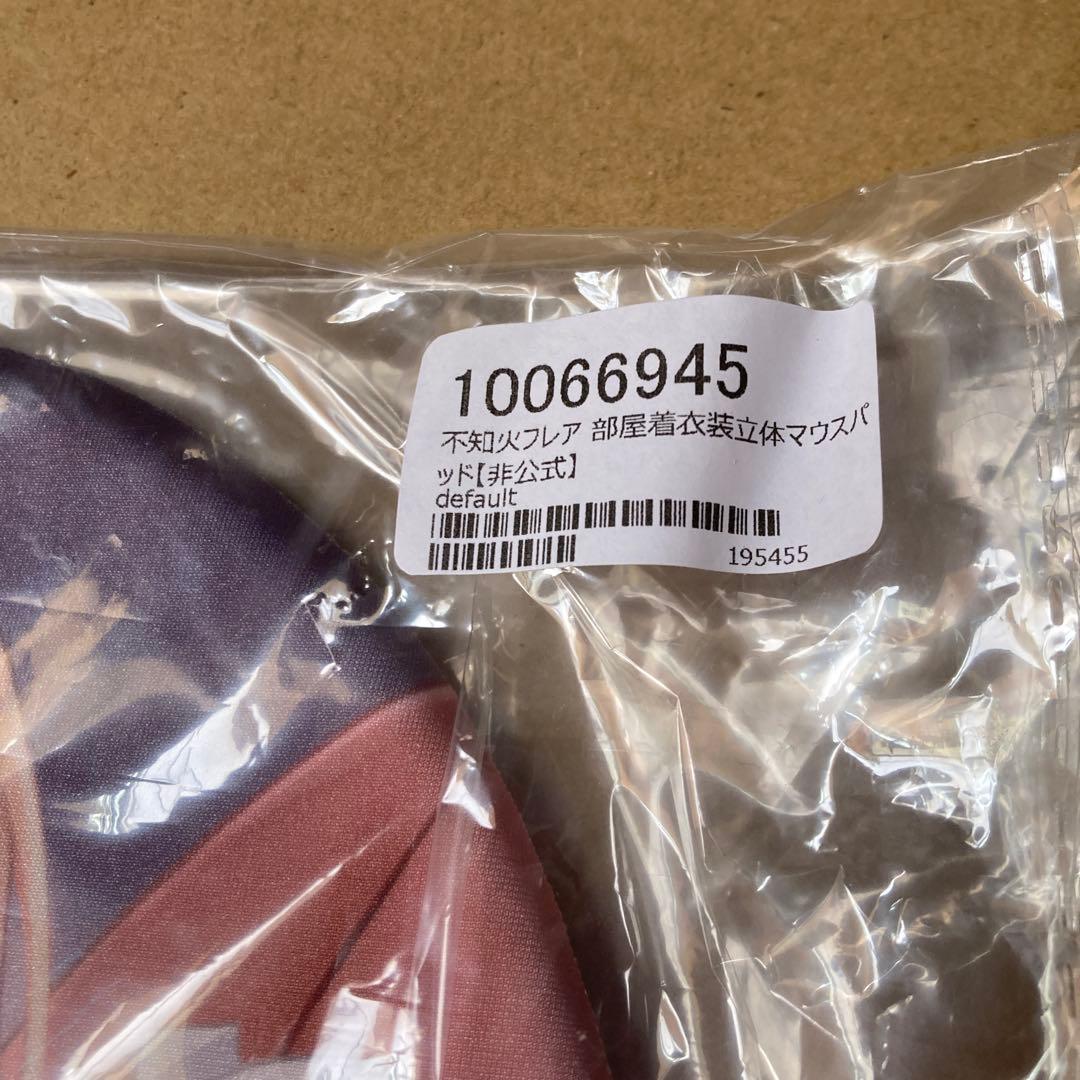 10066945
不知火フレア 部屋着衣装立体マウスパ
ッド【非公式】
default
195455